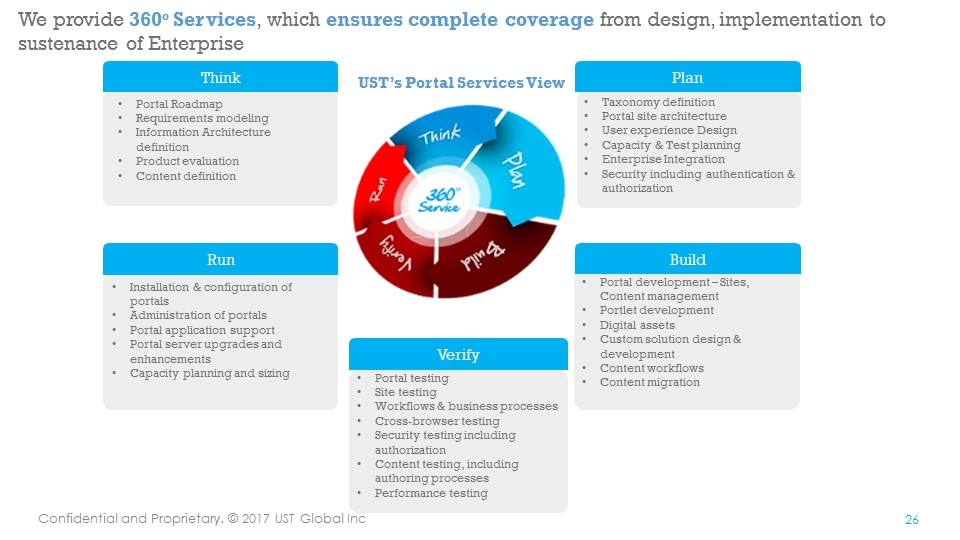 We provide 360º Services, which ensures complete coverage from design, implementation to
sustenance of Enterprise
Think
• Portal Roadmap
• Requirements modeling
• Information Architecture
definition
• Product evaluation
• Content definition
UST's Portal Services View
Think
Plan
Build
Verify
Run
360°
Service
Plan
• Taxonomy definition
• Portal site architecture
• User experience Design
• Capacity & Test planning
• Enterprise Integration
• Security including authentication &
authorization
Run
• Installation & configuration of
portals
• Administration of portals
• Portal application support
• Portal server upgrades and
enhancements
• Capacity planning and sizing
Build
• Portal development – Sites,
Content management
• Portlet development
• Digital assets
• Custom solution design &
development
• Content workflows
• Content migration
Verify
• Portal testing
• Site testing
• Workflows & business processes
• Cross-browser testing
• Security testing including
authorization
• Content testing, including
authoring processes
• Performance testing
Confidential and Proprietary. © 2017 UST Global Inc
26